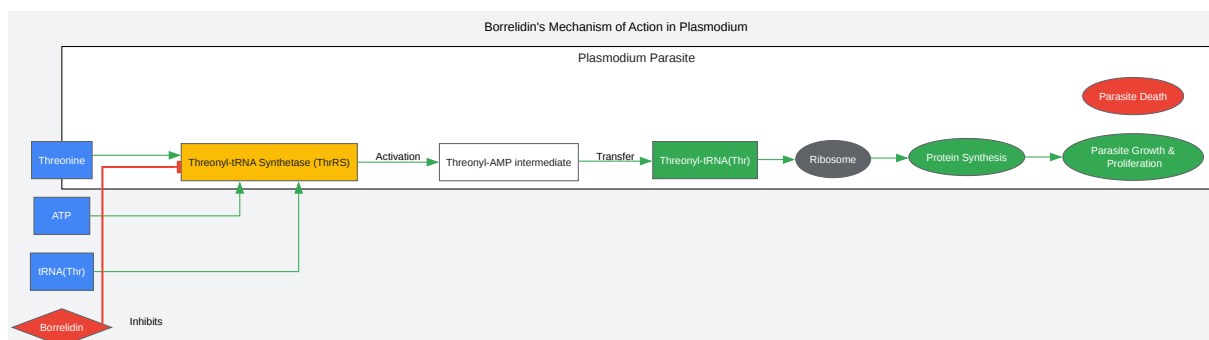 Borrelidin's Mechanism of Action in Plasmodium
Plasmodium Parasite
Parasite Death
Threonine
Threonyl-tRNA Synthetase (ThrRS)
Activation
Threonyl-AMP intermediate
Transfer
Threonyl-tRNA(Thr)
Ribosome
Protein Synthesis
Parasite Growth &
Proliferation
ATP
tRNA(Thr)
Borrelidin
Inhibits